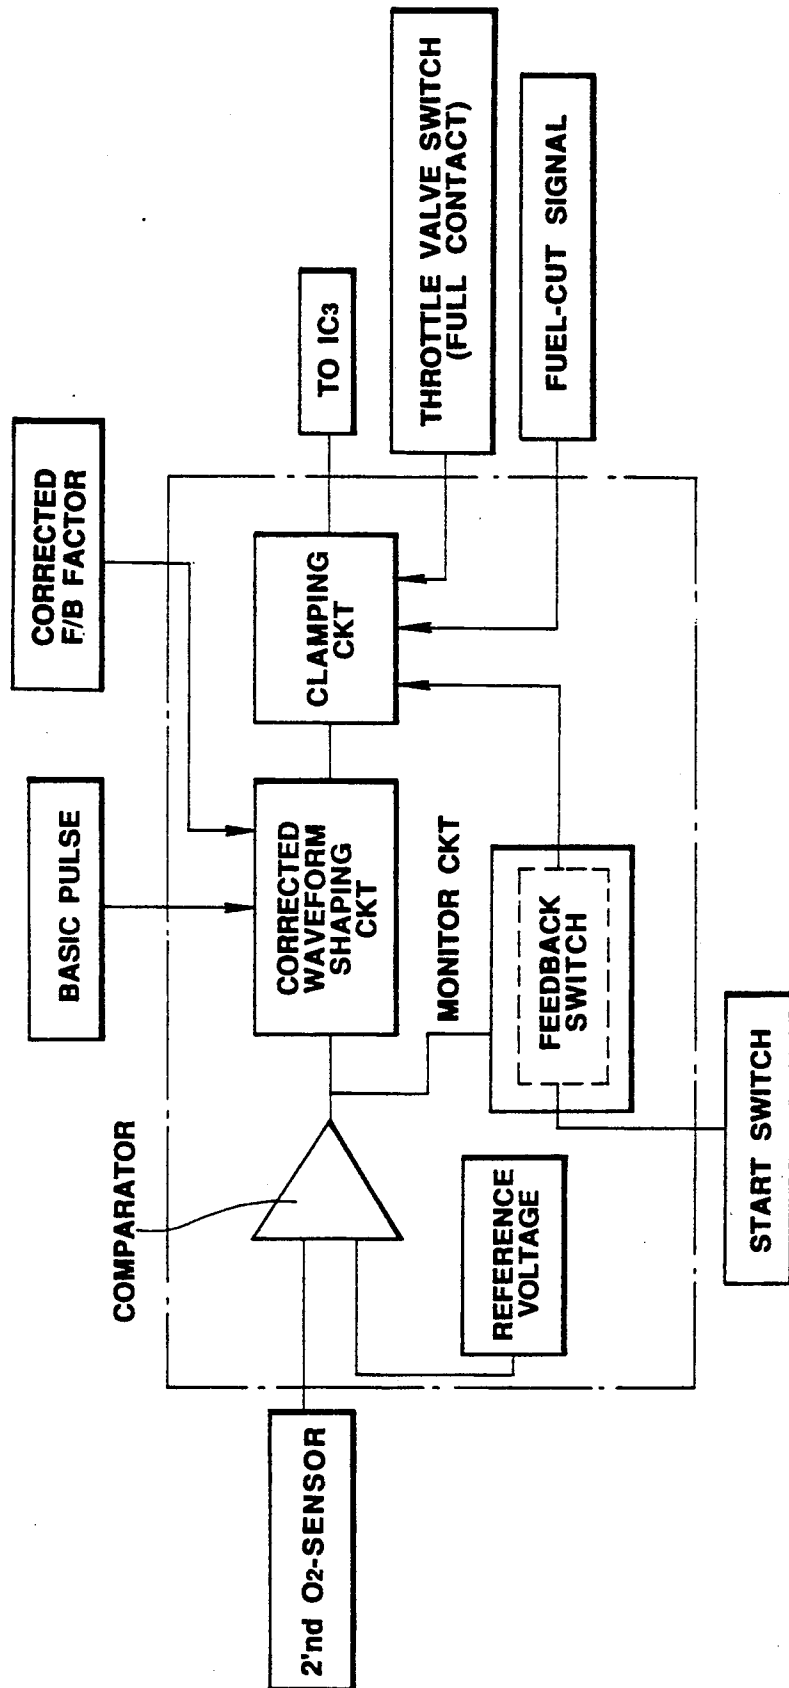 CORRECTED
F/B FACTOR
BASIC PULSE
COMPARATOR
2'nd O2-SENSOR
CORRECTED
WAVEFORM
SHAPING
CKT
CLAMPING
CKT
TO IC3
THROTTLE VALVE SWITCH
(FULL CONTACT)
FUEL-CUT SIGNAL
MONITOR CKT
FEEDBACK
SWITCH
REFERENCE
VOLTAGE
START SWITCH